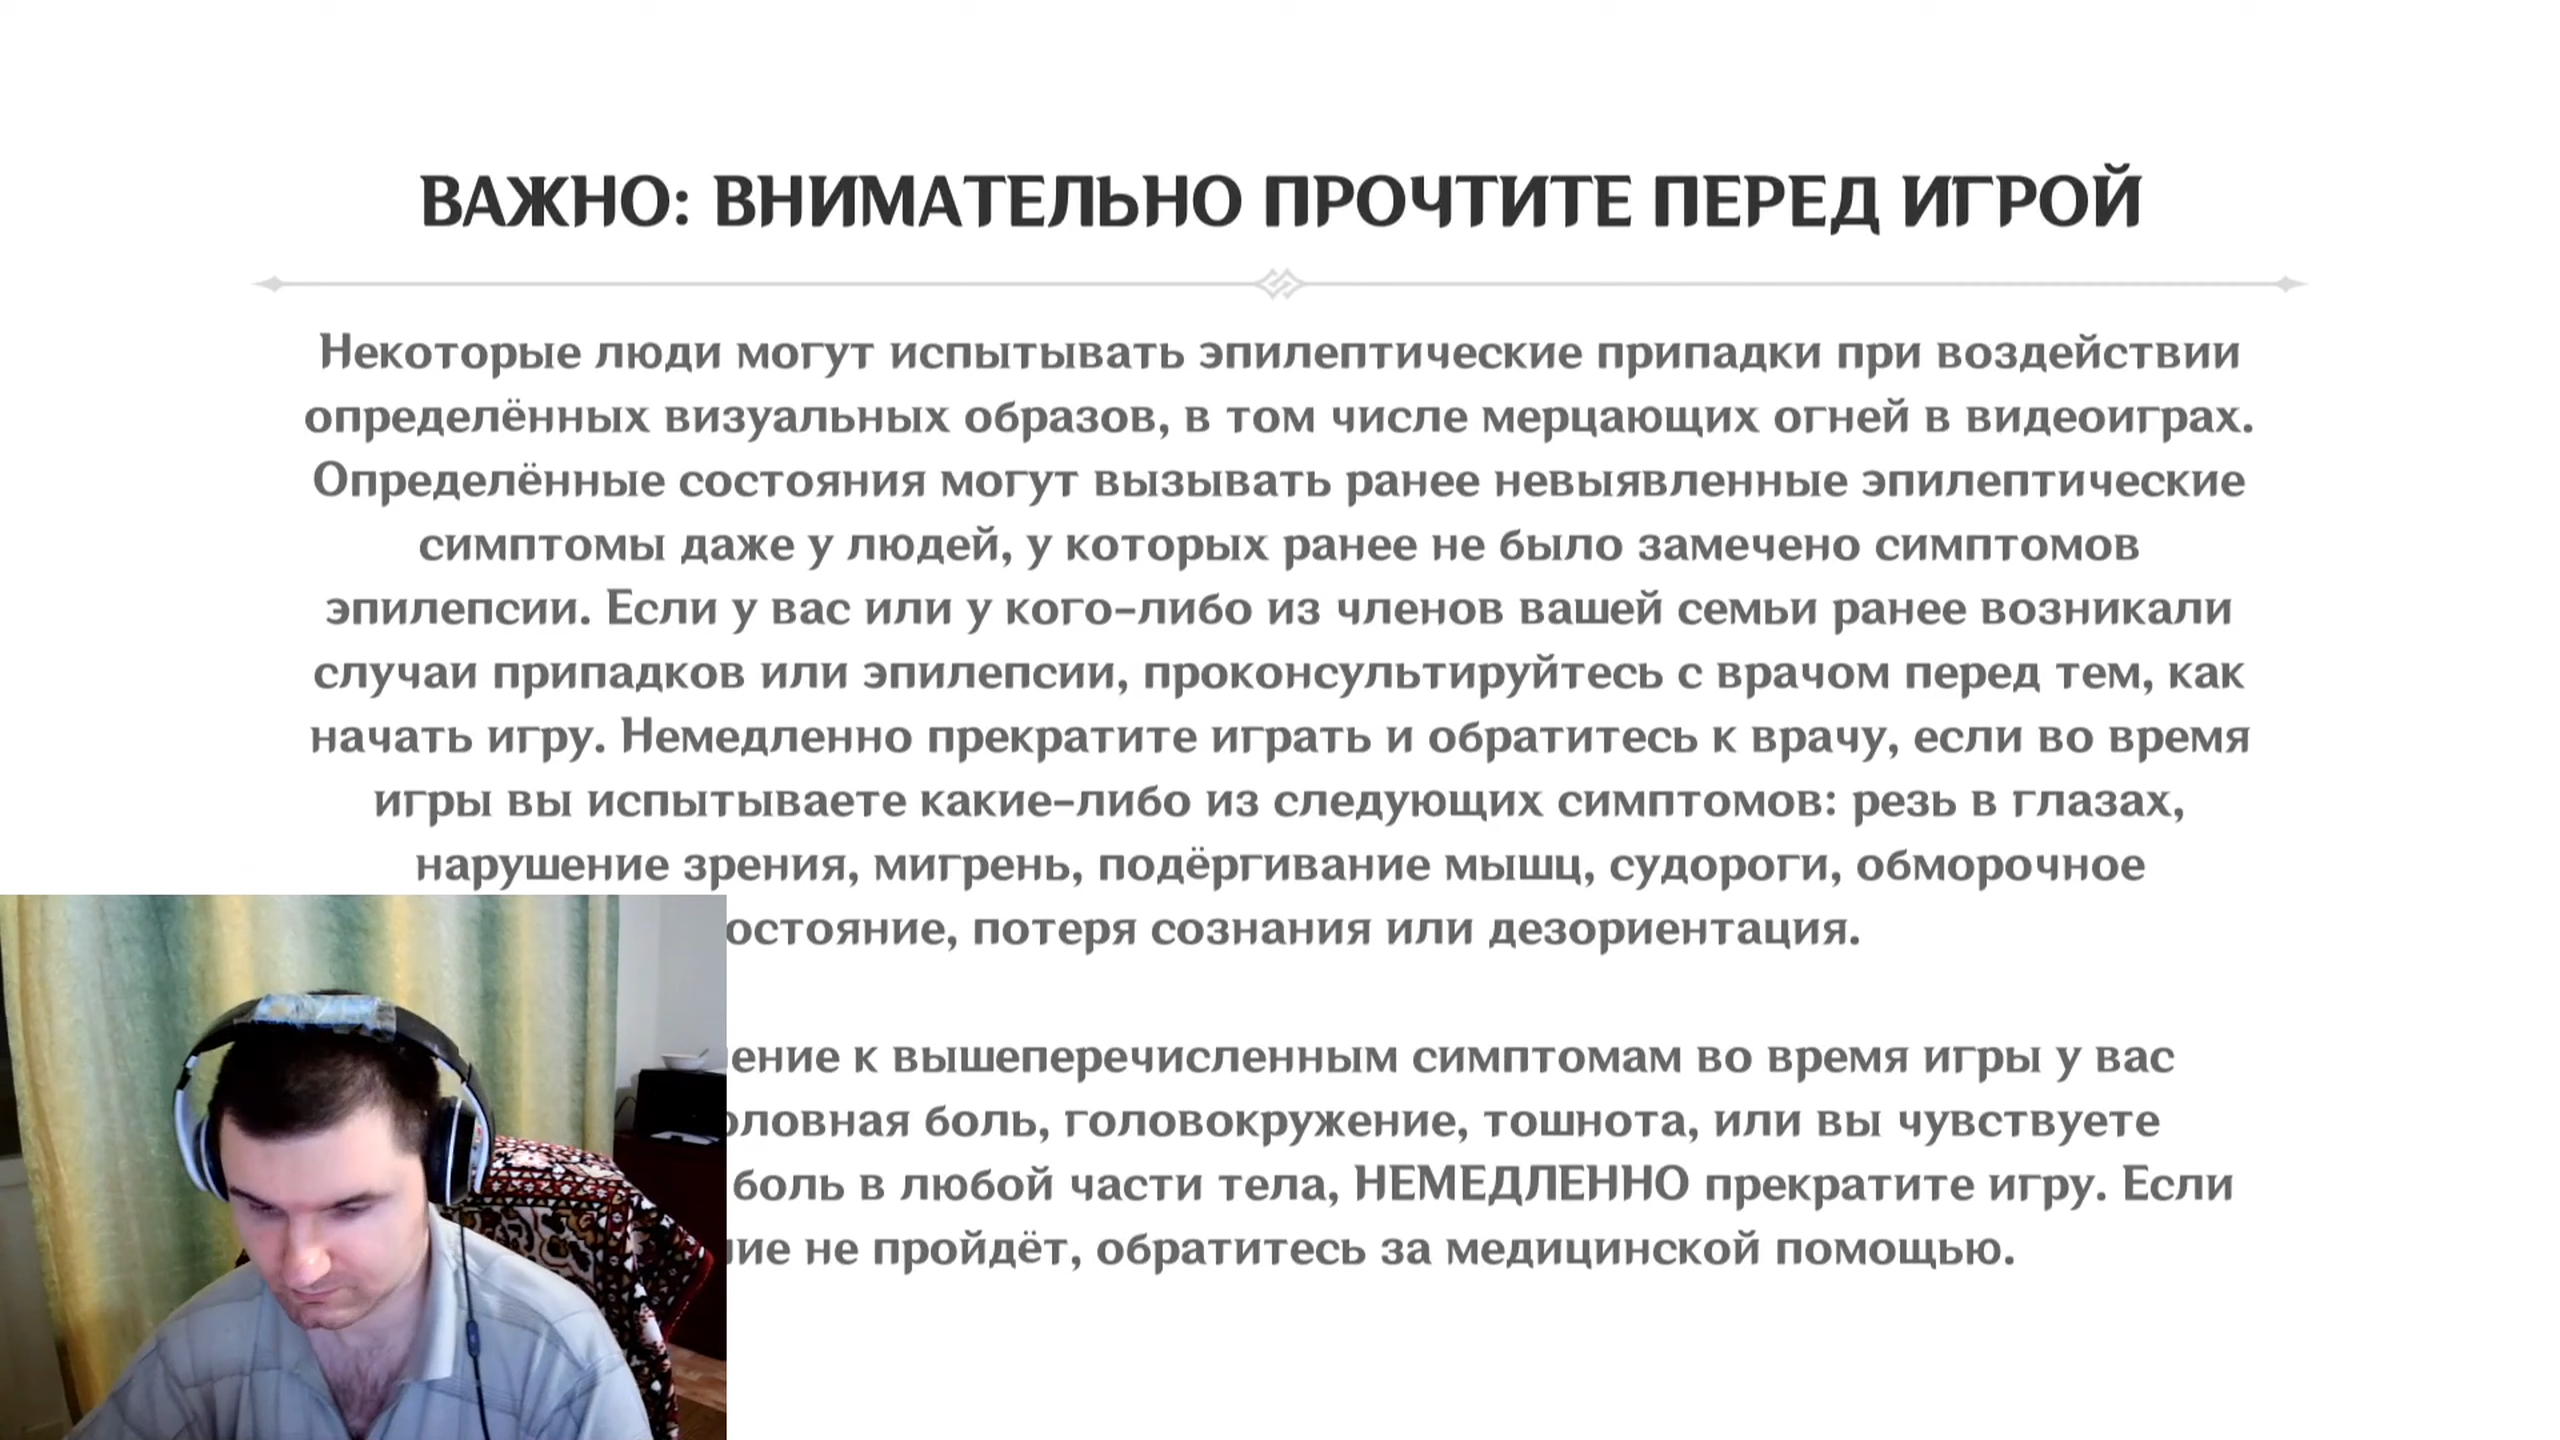 ВАЖНО: ВНИМАТЕЛЬНО ПРОЧТИТЕ ПЕРЕД ИГРОЙ
Некоторые люди могут испытывать эпилептические припадки при воздействии
определённых визуальных образов, в том числе мерцающих огней в видеоиграх.
Определённые состояния могут вызывать ранее невыявленные эпилептические
симптомы даже у людей, у которых ранее не было замечено симптомов
эпилепсии. Если у вас или у кого-либо из членов вашей семьи ранее возникали
случаи припадков или эпилепсии, проконсультируйтесь с врачом перед тем, как
начать игру. Немедленно прекратите играть и обратитесь к врачу, если во время
игры вы испытываете какие-либо из следующих симптомов: резь в глазах,
нарушение зрения, мигрень, подёргивание мышц, судороги, обморочное
потеря сознания или дезориентация.
к вышеперечисленным симптомам во время игры у вас
боль, головокружение, тошнота, или вы чувствуете
боль в любой части тела, НЕМЕДЛЕННО прекратите игру. Если
не пройдёт, обратитесь за медицинской помощью.